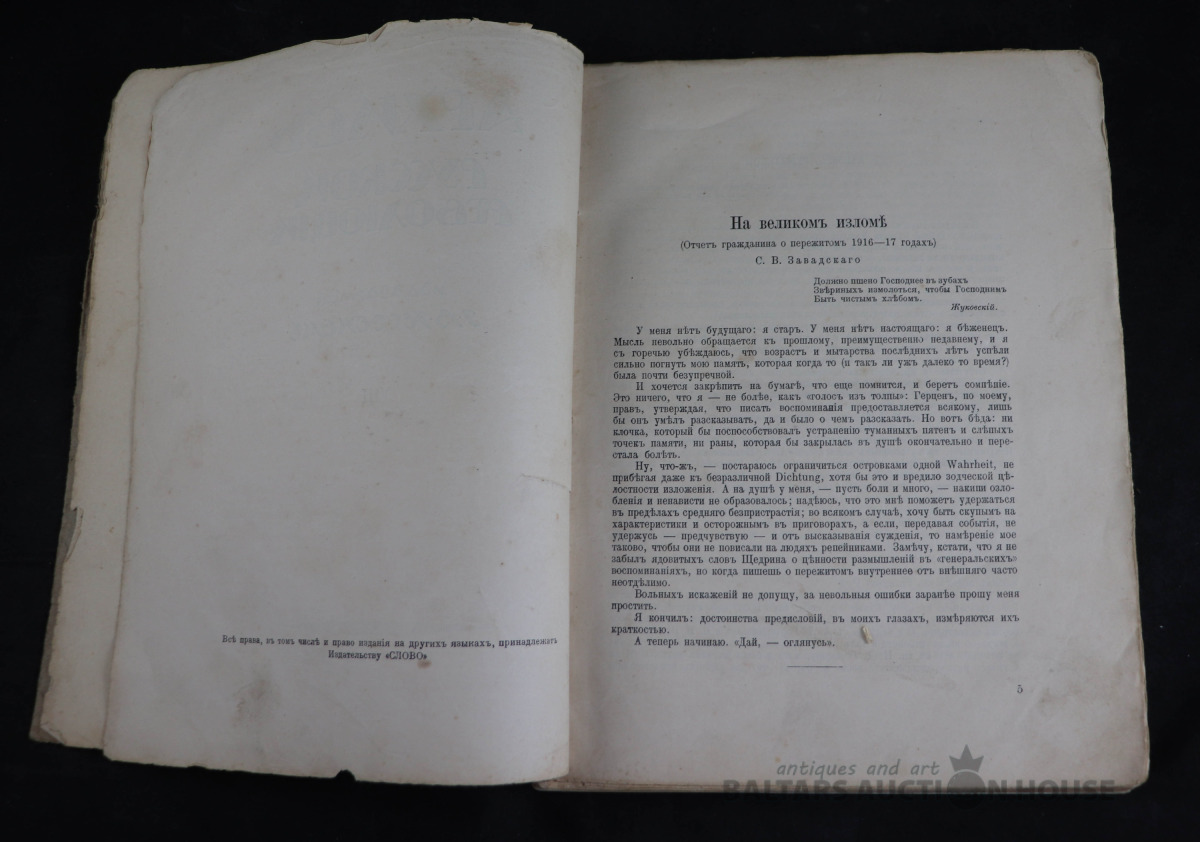 Всѣ права, въ том числѣ и право изданія на другихъ языкахъ, принадлежатъ
Издательству «СЛОВО»
На великомъ изломѣ
(Отчетъ гражданина о пережитомъ 1916—17 годахъ)
С. В. Завадскаго
Должно пшено Господнее въ зубахъ
Звѣриныхъ измолоться, чтобы Господнимъ
Быть чистымъ хлѣбомъ.
Жуковскій.
У меня нѣтъ будущаго: я старъ. У меня нѣтъ настоящаго: я бѣженецъ.
Мысль невольно обращается къ прошлому, преимущественно недавнему, и я
съ горечью убѣждаюсь, что возрастъ и мытарства послѣднихъ лѣтъ успѣли
сильно погнуть мою память, которая когда то (и такъ ли ужъ далеко то время?)
была почти безупречной.
И хочется закрѣпить на бумагѣ, что еще помнится, и беретъ сомнѣніе.
Это ничего, что я — не болѣе, какъ «голосъ изъ толпы»: Герценъ, по моему,
правъ, утверждая, что писать воспоминанія предоставляется всякому, лишь
бы онъ умѣлъ разсказывать, да и было о чемъ разсказать. Но вотъ бѣда: ни
клочка, который бы поспособствовалъ устраненію туманныхъ пятенъ и слѣпыхъ
точекъ памяти, ни раны, которая бы закрылась въ душѣ окончательно и пере-
стала болѣть.
Ну, что-жъ, — постараюсь ограничиться островками одной Wahrheit, не
прибѣгая даже къ безразличной Dichtung, хотя бы это и вредило зодческой цѣ-
лостности изложенія. А на душѣ у меня, — пусть боли и много, — накипи озло-
бленія и ненависти не образовалось; надѣюсь, что это мнѣ поможетъ удержаться
въ предѣлахъ средняго безпристрастія; во всякомъ случаѣ, хочу быть скупымъ на
характеристики и осторожнымъ въ приговорахъ, а если, передавая событія, не
удержусь — предчувствую — и отъ высказыванія сужденія, то намѣреніе мое
таково, чтобы они не повисали на людяхъ репейниками. Замѣчу, кстати, что я не
забылъ ядовитыхъ словъ Щедрина о цѣнности размышленій въ «генеральскихъ»
воспоминаніяхъ, но когда пишешь о пережитомъ внутреннее отъ внѣшняго часто
неотдѣлимо.
Вольныхъ искаженій не допущу, за невольныя ошибки заранѣе прошу меня
простить.
Я кончилъ: достоинства предисловій, въ моихъ глазахъ, измѣряются ихъ
краткостью.
А теперь начинаю. «Дай, — оглянусь».
5
antiques and art
BALTARS AUCTION HOUSE